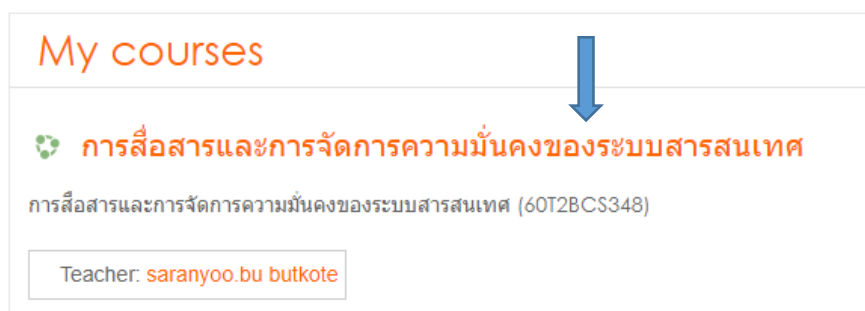 My courses
การสื่อสารและการจัดการความมั่นคงของระบบสารสนเทศ
การสื่อสารและการจัดการความมั่นคงของระบบสารสนเทศ (60T2BCS348)
Teacher: saranyoo.bu butkote